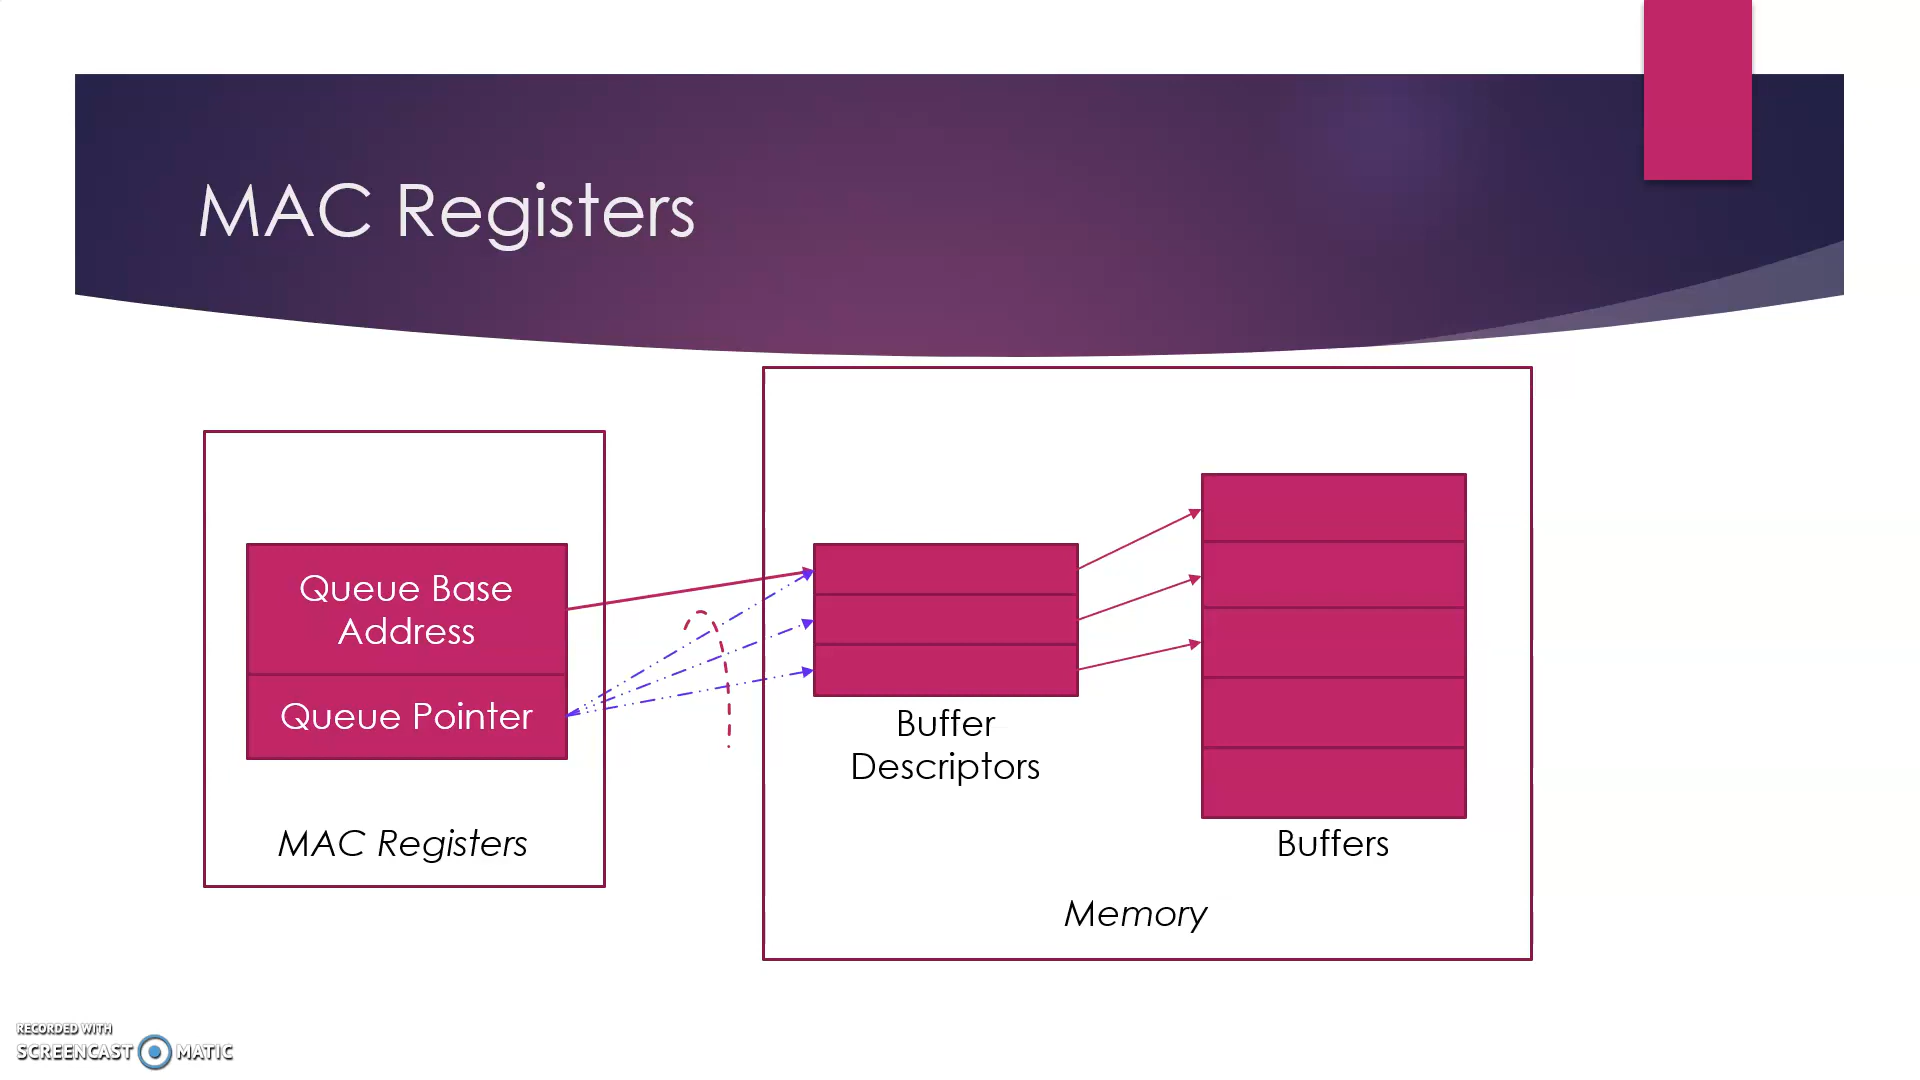 MAC Registers
Queue Base
Address
Queue Pointer
MAC Registers
Buffer
Descriptors
Buffers
Memory
RECORDED WITH
SCREENCAST MATIC